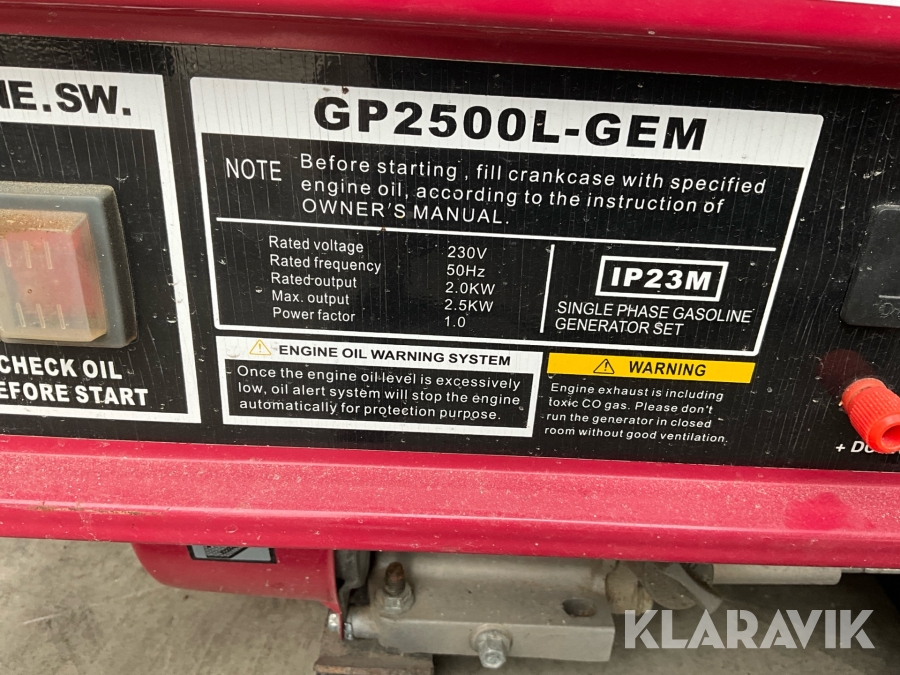 NE.SW.
CHECK OIL
BEFORE START
GP2500L-GEM
NOTE Before starting , fill crankcase with specified
engine oil, according to the instruction of
OWNER'S MANUAL.
Rated voltage 230V
Rated frequency 50Hz
Rated output 2.0KW
Max. output 2.5KW
Power factor 1.0
IP23M
SINGLE PHASE GASOLINE
GENERATOR SET
ENGINE OIL WARNING SYSTEM
Once the engine oil level is excessively
low, oil alert system will stop the engine
automatically for protection purpose.
WARNING
Engine exhaust is including
toxic CO gas. Please don't
run the generator in closed
room without good ventilation.
KLARAVIK